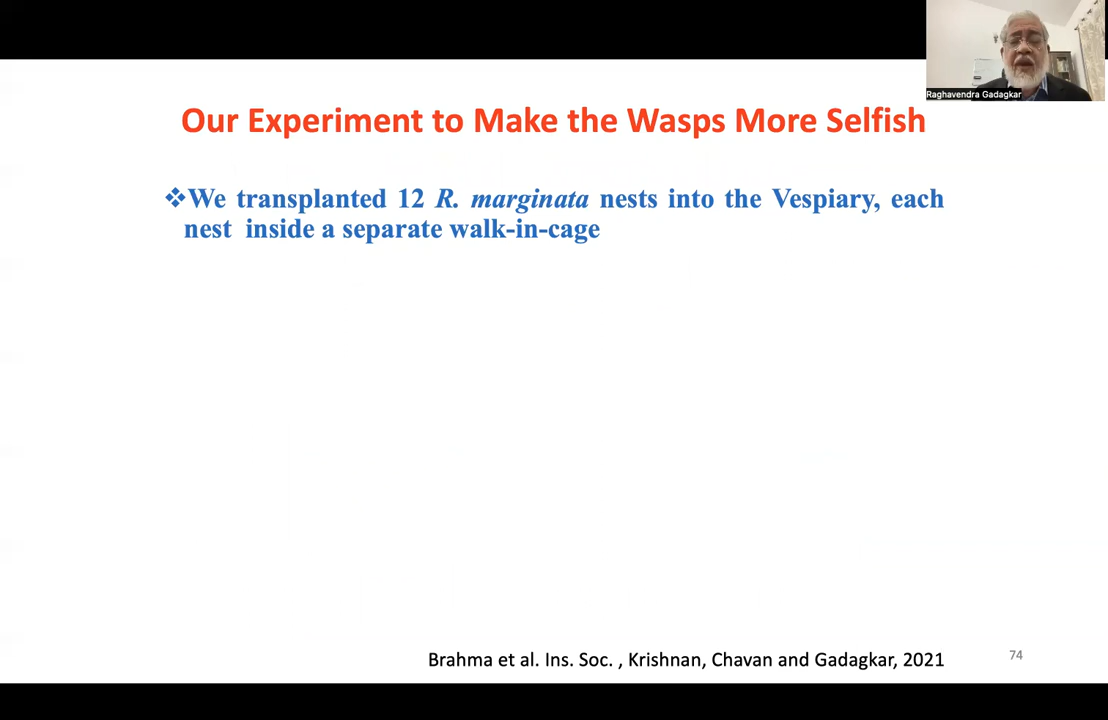 Raghavendra Gadagkar
Our Experiment to Make the Wasps More Selfish
❖We transplanted 12 R. marginata nests into the Vespiary, each
nest inside a separate walk-in-cage
Brahma et al. Ins. Soc. , Krishnan, Chavan and Gadagkar, 2021
74